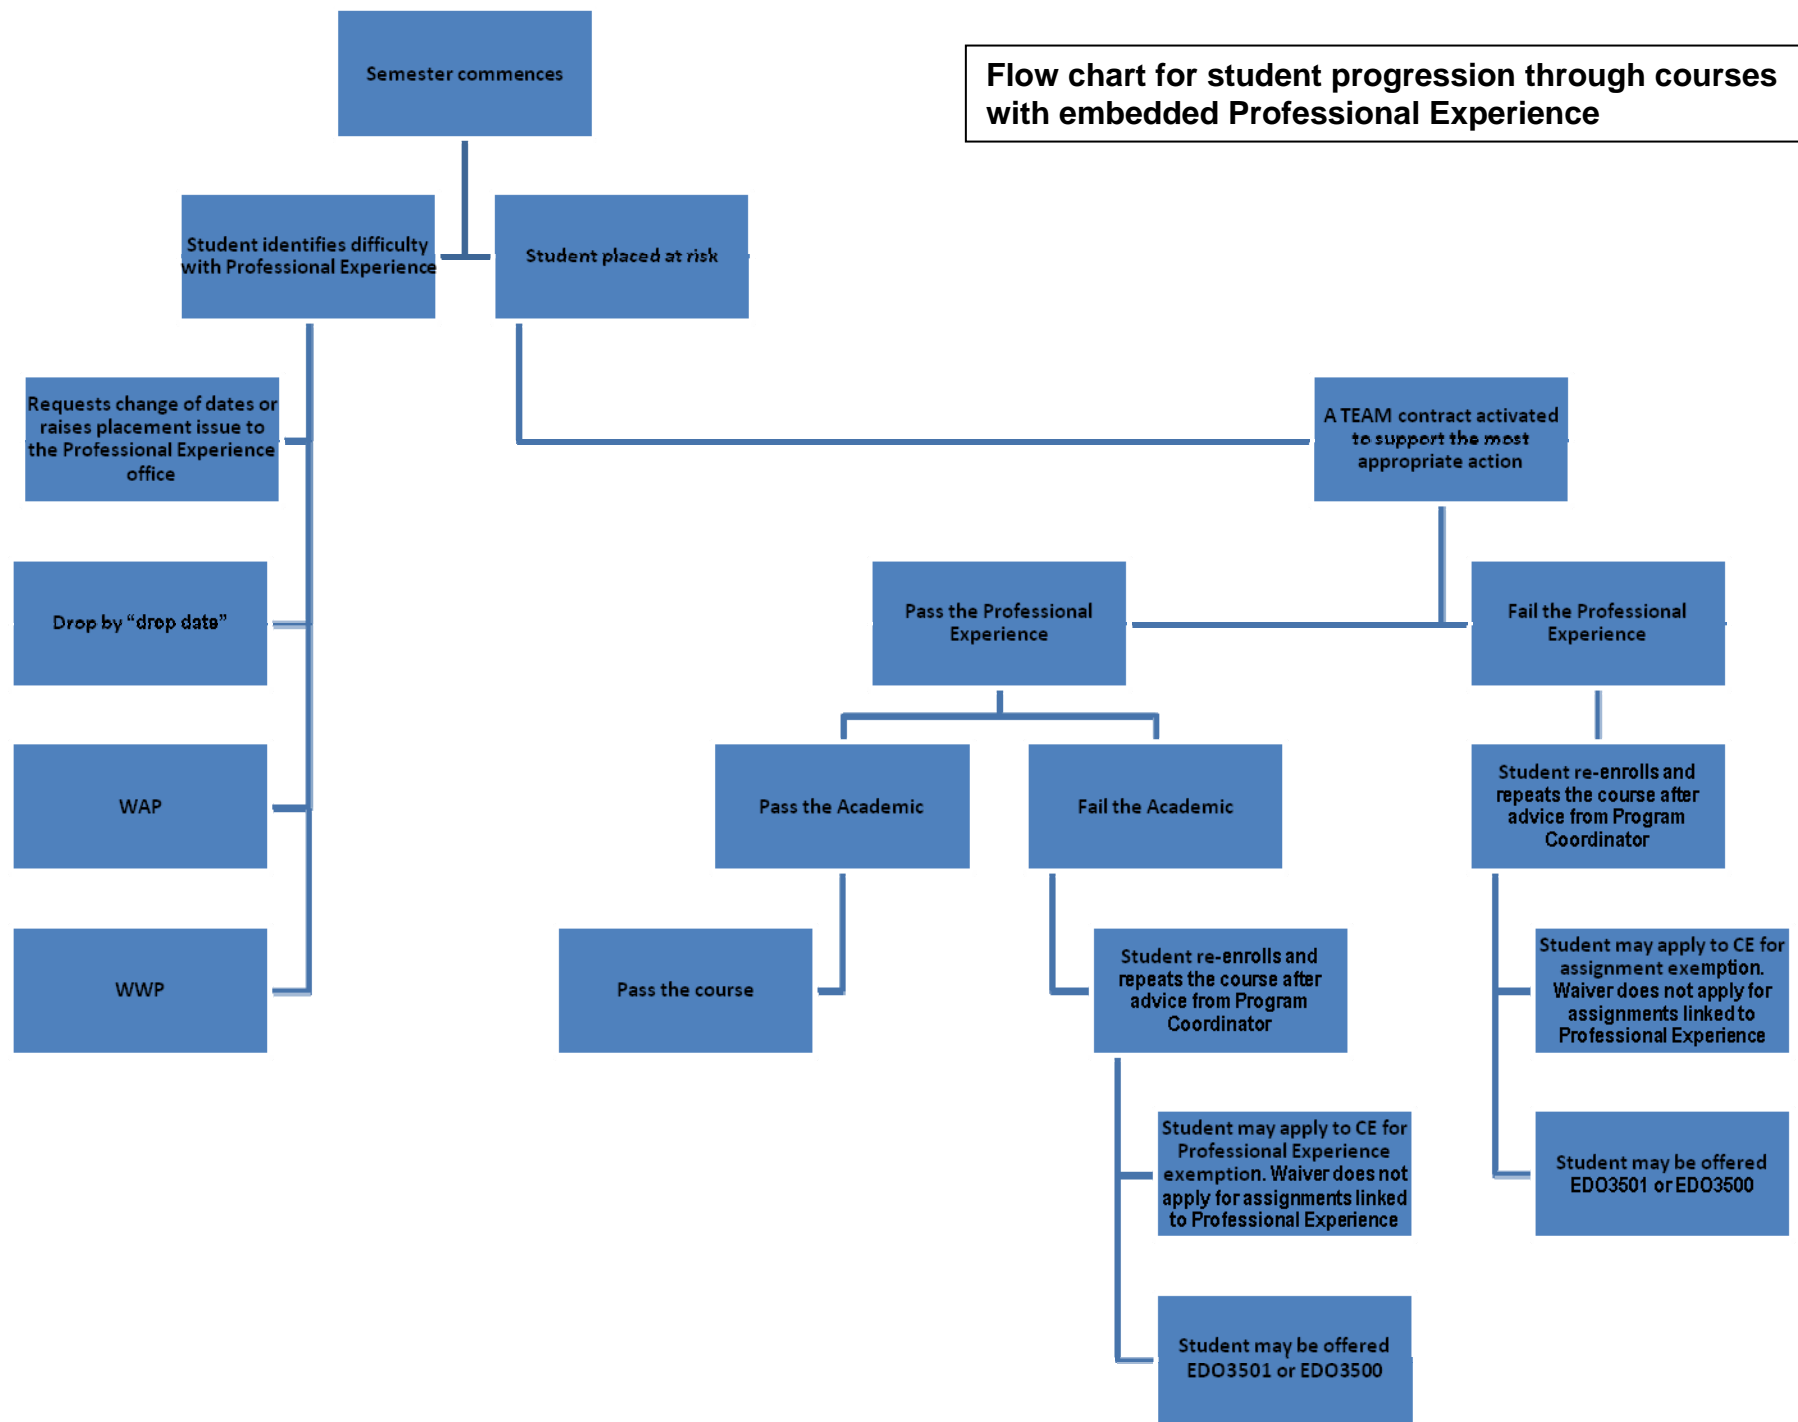 Flow chart for student progression through courses
with embedded Professional Experience
Semester commences
Student identifies difficulty
with Professional Experience
Student placed at risk
Requests change of dates or
raises placement issue to
the Professional Experience
office
A TEAM contract activated
to support the most
appropriate action
Drop by “drop date”
Pass the Professional
Experience
Fail the Professional
Experience
WAP
Pass the Academic
Fail the Academic
Student re-enrolls and
repeats the course after
advice from Program
Coordinator
WWP
Pass the course
Student re-enrolls and
repeats the course after
advice from Program
Coordinator
Student may apply to CE for
assignment exemption.
Waiver does not apply for
assignments linked to
Professional Experience
Student may apply to CE for
Professional Experience
exemption. Waiver does not
apply for assignments linked
to Professional Experience
Student may be offered
EDO3501 or EDO3500
Student may be offered
EDO3501 or EDO3500